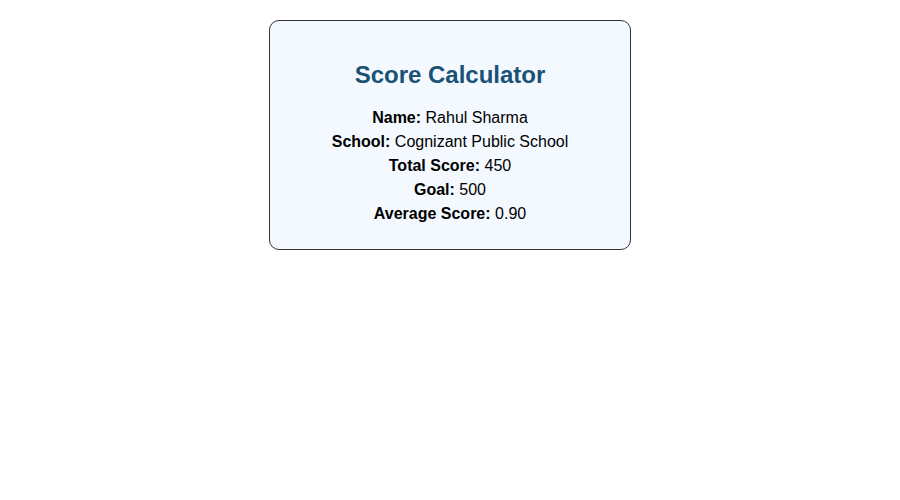 Score Calculator
Name: Rahul Sharma
School: Cognizant Public School
Total Score: 450
Goal: 500
Average Score: 0.90